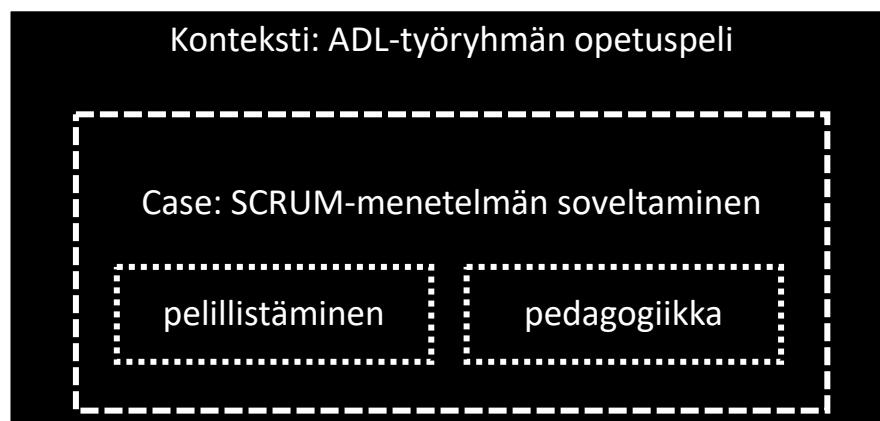 Konteksti: ADL-työryhmän opetuspeli
Case: SCRUM-menetelmän soveltaminen
pelillistäminen
pedagogiikka